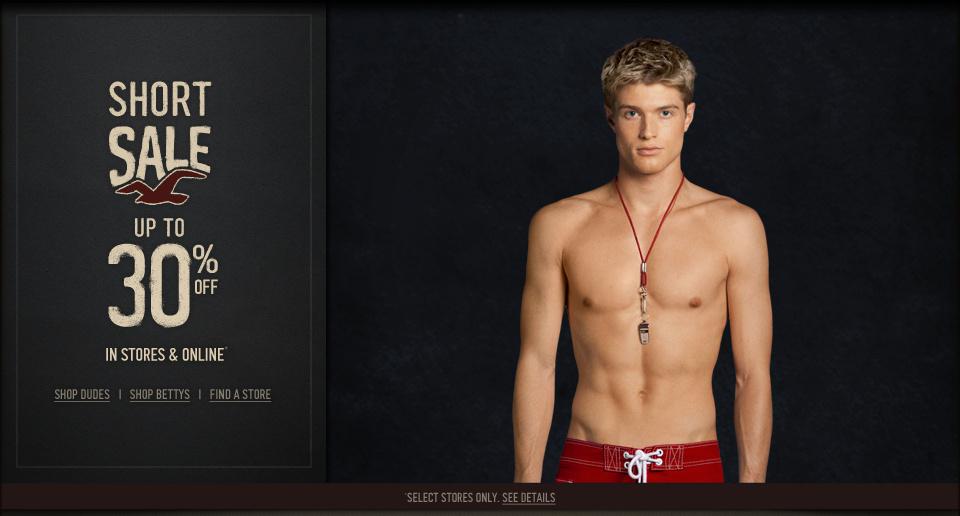 SHORT
SALE
UP TO
30%
OFF
IN STORES & ONLINE*
SHOP DUDES | SHOP BETTYS | FIND A STORE
*SELECT STORES ONLY. SEE DETAILS